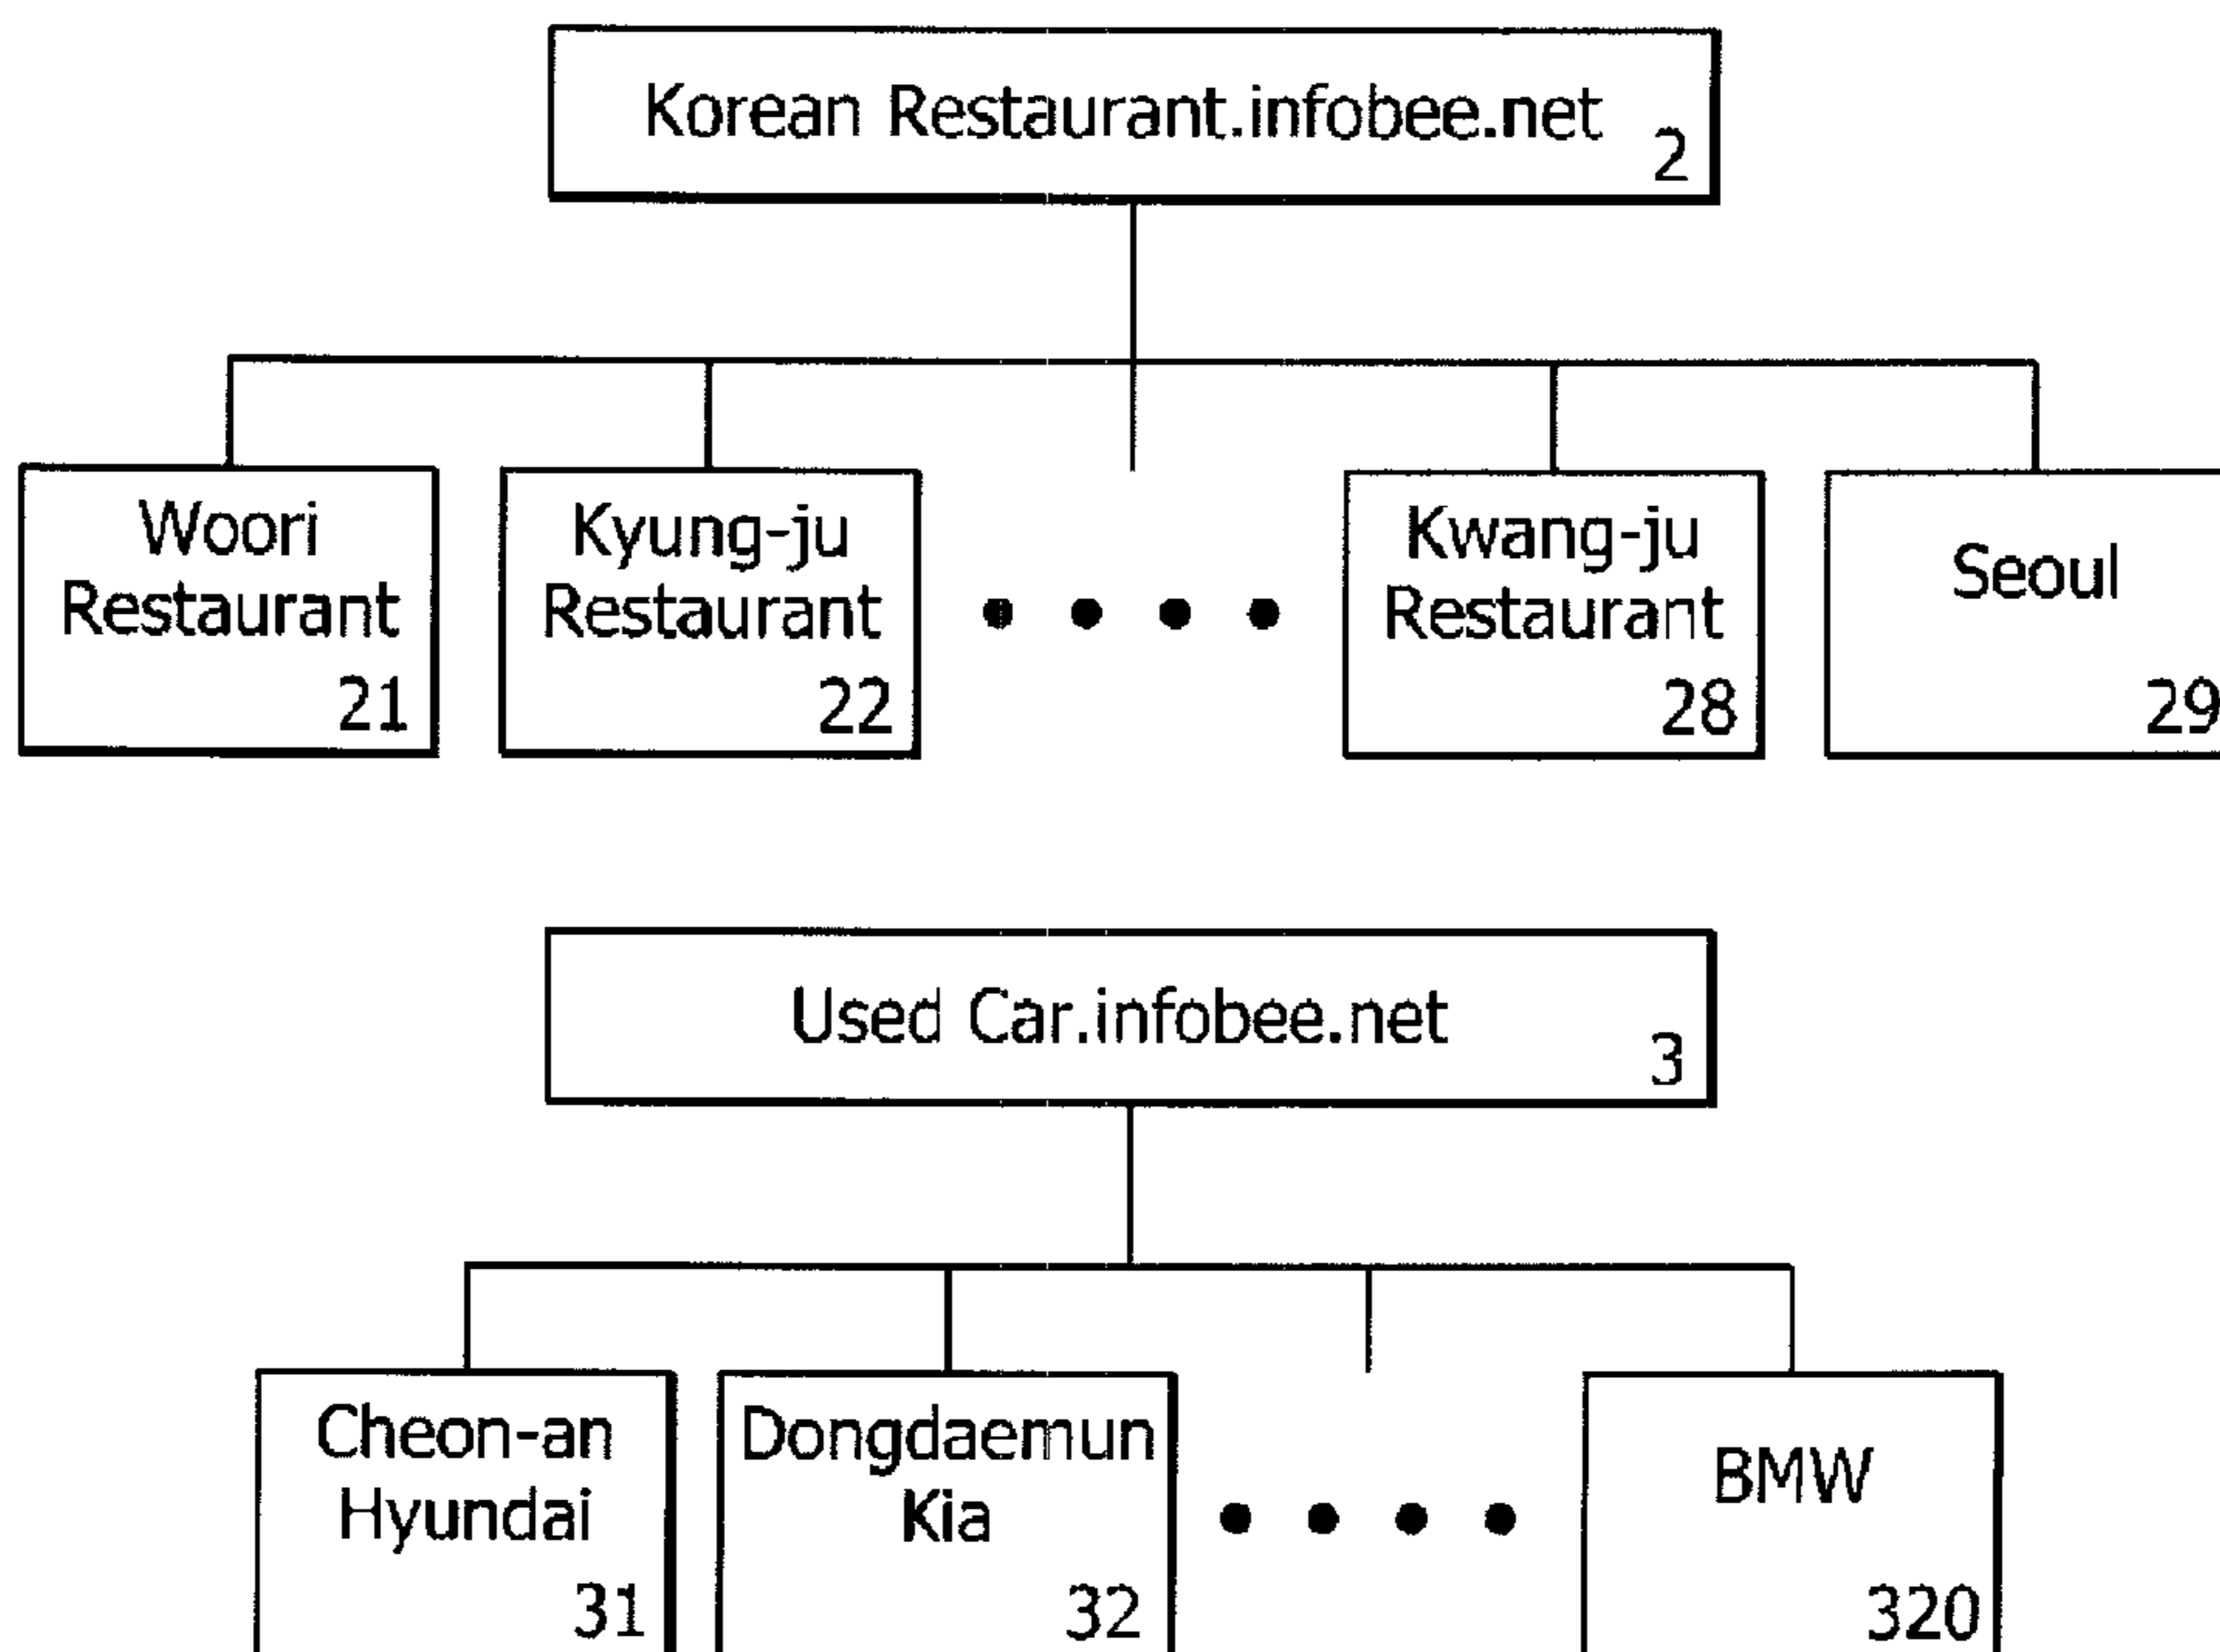 Korean Restaurant.infobee.net
2
Woori
Restaurant
21
Kyung-ju
Restaurant
22
Kwang-ju
Restaurant
28
Seoul
29
Used Car.infobee.net
3
Cheon-an
Hyundai
31
Dongdaemun
Kia
32
BMW
320